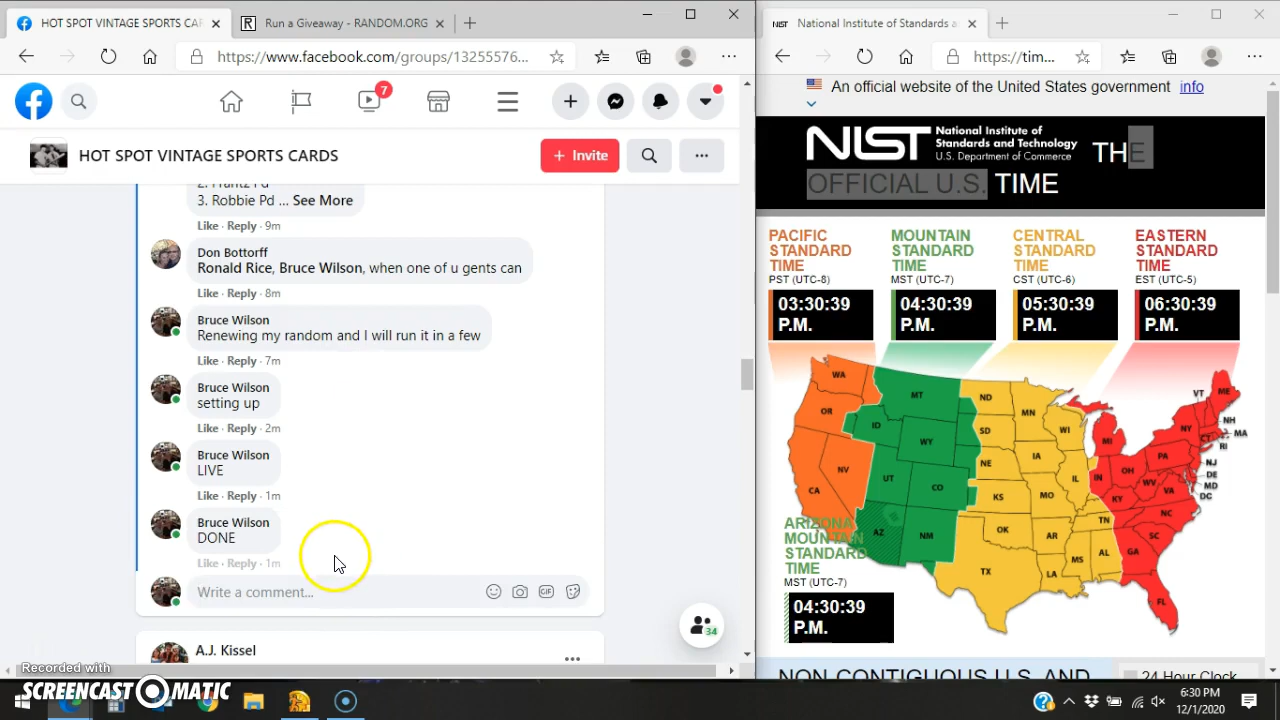 HOT SPOT VINTAGE SPORTS CAR
Run a Giveaway - RANDOM.ORG
https://www.facebook.com/groups/13255576...
7
HOT SPOT VINTAGE SPORTS CARDS
+ Invite
2. Frantz Pd
3. Robbie Pd ... See More
Like · Reply · 9m
Don Bottorff
Ronald Rice, Bruce Wilson, when one of u gents can
Like · Reply · 8m
Bruce Wilson
Renewing my random and I will run it in a few
Like · Reply · 7m
Bruce Wilson
setting up
Like · Reply · 2m
Bruce Wilson
LIVE
Like · Reply · 1m
Bruce Wilson
DONE
Like · Reply · 1m
Write a comment...
GIF
34
A.J. Kissel
Recorded with
SCREENCAST-O-MATIC
NIST
National Institute of Standards a
https://tim...
An official website of the United States government info
NIST National Institute of
Standards and Technology
U.S. Department of Commerce
THE
OFFICIAL U.S. TIME
PACIFIC
STANDARD
TIME
PST (UTC-8)
03:30:39
P.M.
MOUNTAIN
STANDARD
TIME
MST (UTC-7)
04:30:39
P.M.
CENTRAL
STANDARD
TIME
CST (UTC-6)
05:30:39
P.M.
EASTERN
STANDARD
TIME
EST (UTC-5)
06:30:39
P.M.
WA
OR
CA
NV
ID
MT
WY
UT
CO
AZ
NM
ND
SD
NE
KS
OK
TX
MN
IA
MO
AR
LA
WI
IL
TN
MS
AL
MI
IN
OH
KY
WV
PA
NY
VT
ME
NH
MA
CT
RI
NJ
DE
MD
DC
VA
NC
SC
GA
FL
ARIZONA
MOUNTAIN
STANDARD
TIME
MST (UTC-7)
04:30:39
P.M.
NON-CONTIGUOUS U.S. AND
24 Hour Clock
6:30 PM
12/1/2020